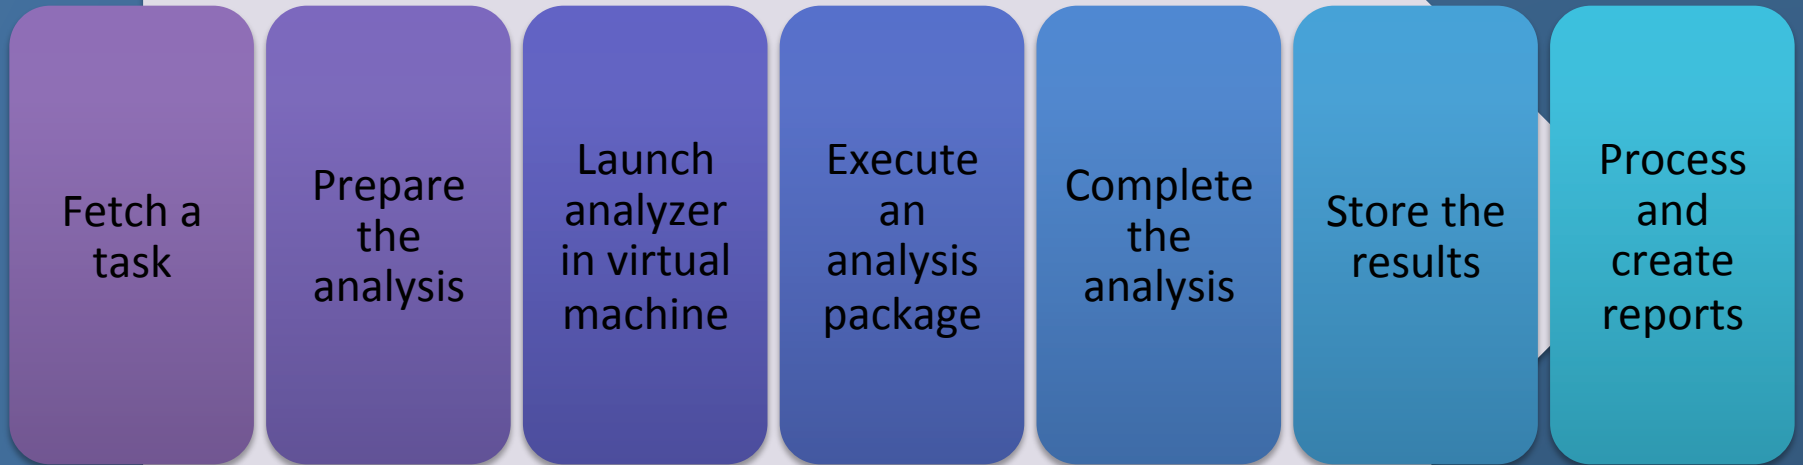 Fetch a
task
Prepare
the
analysis
Launch
analyzer
in virtual
machine
Execute
an
analysis
package
Complete
the
analysis
Store the
results
Process
and
create
reports